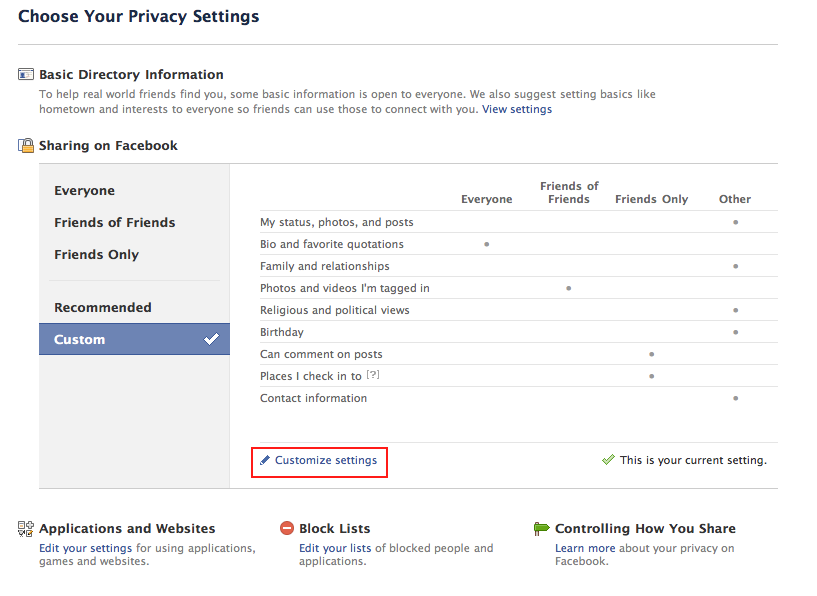 Choose Your Privacy Settings
Basic Directory Information
To help real world friends find you, some basic information is open to everyone. We also suggest setting basics like
hometown and interests to everyone so friends can use those to connect with you. View settings
Sharing on Facebook
Everyone
Friends of Friends
Friends Only
Recommended
Custom
Everyone Friends of Friends Friends Only Other
My status, photos, and posts
Bio and favorite quotations
Family and relationships
Photos and videos I'm tagged in
Religious and political views
Birthday
Can comment on posts
Places I check in to [?]
Contact information
Customize settings
This is your current setting.
Applications and Websites
Edit your settings for using applications,
games and websites.
Block Lists
Edit your lists of blocked people and
applications.
Controlling How You Share
Learn more about your privacy on
Facebook.